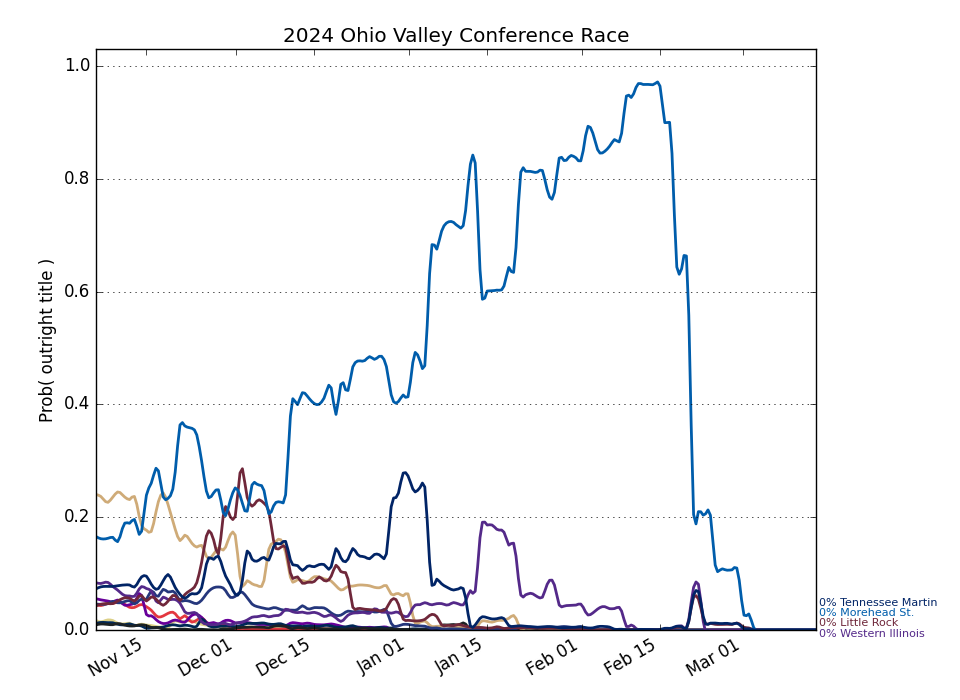 2024 Ohio Valley Conference Race
1.0
0.8
0.6
0.4
0.2
0.0
Prob( outright title )
Nov 15
Dec 01
Dec 15
Jan 01
Jan 15
Feb 01
Feb 15
Mar 01
0% Tennessee Martin
0% Morehead St.
0% Little Rock
0% Western Illinois